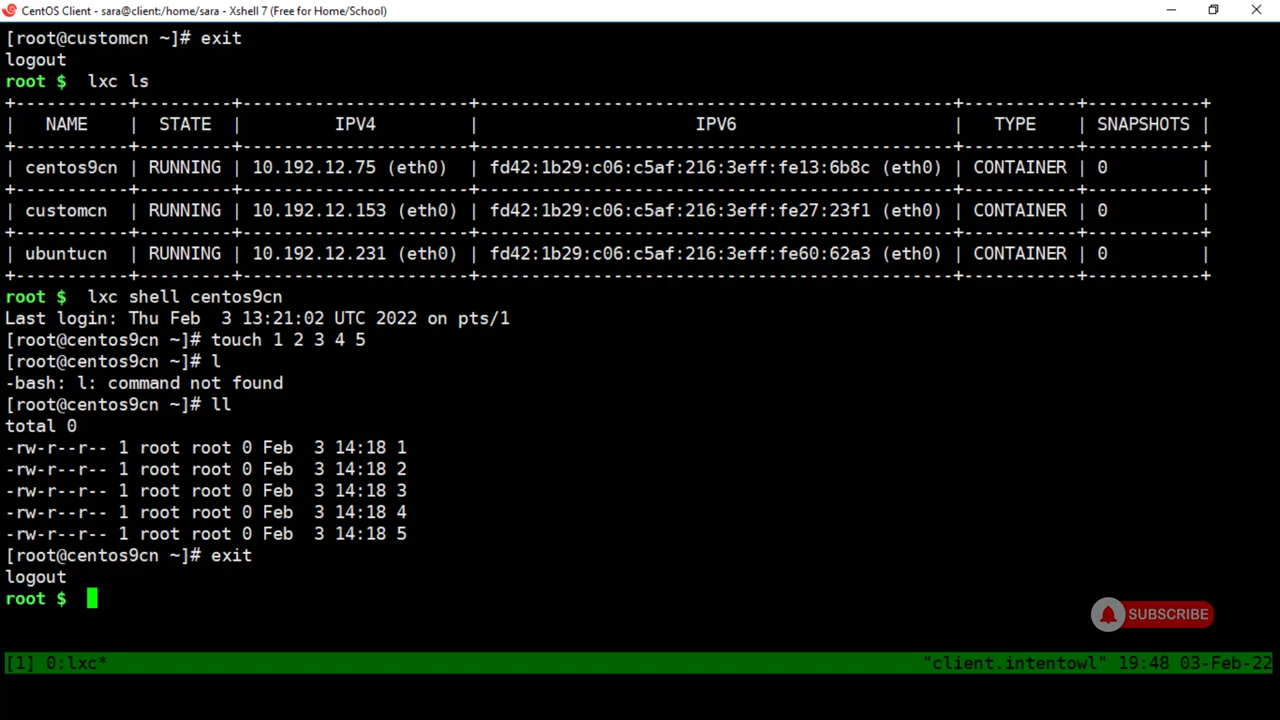 CentOS Client - sara@client:/home/sara - Xshell 7 (Free for Home/School)
[root@customcn ~]# exit
logout
root $  lxc ls
+-----------+---------+----------------------+----------------------------------------------+-----------+-----------+
|   NAME    |  STATE  |         IPV4         |                     IPV6                     |   TYPE    | SNAPSHOTS |
+-----------+---------+----------------------+----------------------------------------------+-----------+-----------+
| centos9cn | RUNNING | 10.192.12.75 (eth0)  | fd42:1b29:c06:c5af:216:3eff:fe13:6b8c (eth0) | CONTAINER | 0         |
+-----------+---------+----------------------+----------------------------------------------+-----------+-----------+
| customcn  | RUNNING | 10.192.12.153 (eth0) | fd42:1b29:c06:c5af:216:3eff:fe27:23f1 (eth0) | CONTAINER | 0         |
+-----------+---------+----------------------+----------------------------------------------+-----------+-----------+
| ubuntucn  | RUNNING | 10.192.12.231 (eth0) | fd42:1b29:c06:c5af:216:3eff:fe60:62a3 (eth0) | CONTAINER | 0         |
+-----------+---------+----------------------+----------------------------------------------+-----------+-----------+
root $  lxc shell centos9cn
Last login: Thu Feb  3 13:21:02 UTC 2022 on pts/1
[root@centos9cn ~]# touch 1 2 3 4 5
[root@centos9cn ~]# l
-bash: l: command not found
[root@centos9cn ~]# ll
total 0
-rw-r--r-- 1 root root 0 Feb  3 14:18 1
-rw-r--r-- 1 root root 0 Feb  3 14:18 2
-rw-r--r-- 1 root root 0 Feb  3 14:18 3
-rw-r--r-- 1 root root 0 Feb  3 14:18 4
-rw-r--r-- 1 root root 0 Feb  3 14:18 5
[root@centos9cn ~]# exit
logout
root $
SUBSCRIBE
[1] 0:lxc* "client.intentowl" 19:48 03-Feb-22